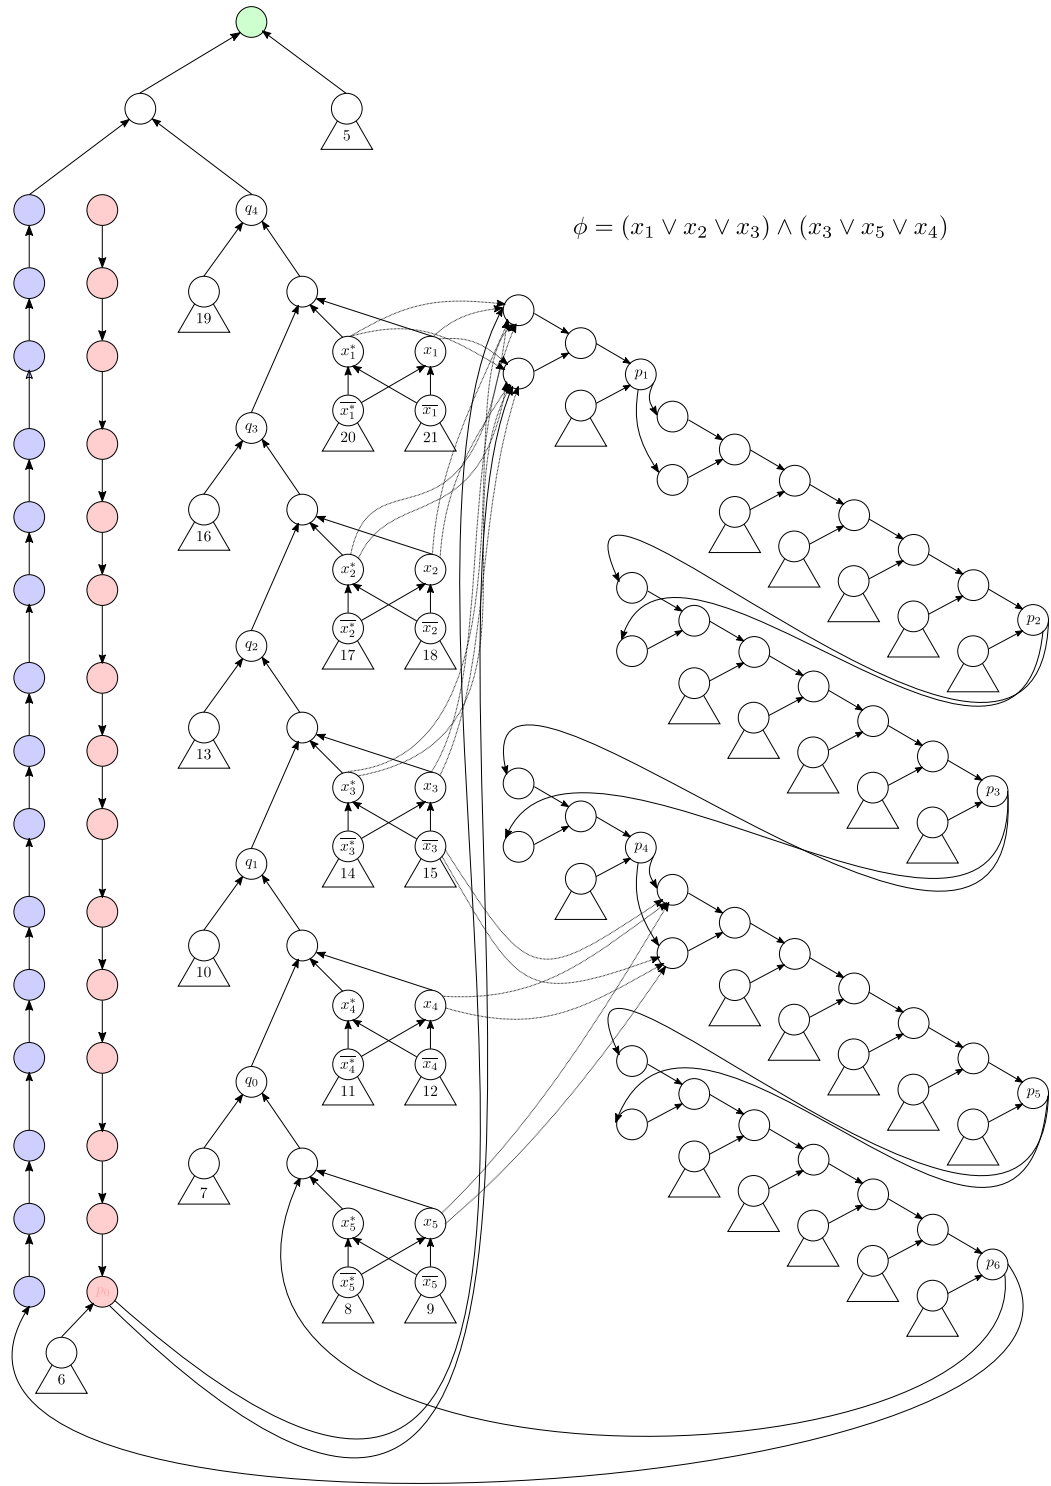 5
q₄
ϕ = (x₁ ∨ x₂ ∨ x₃) ∧ (x₃ ∨ x₅ ∨ x₄)
19
x₁* x₁
p₁
x̅₁̅*̅ x̅₁̅
20 21
q₃
16
x₂* x₂
x̅₂̅*̅ x̅₂̅
17 18
p₂
q₂
13
x₃* x₃
p₃
x̅₃̅*̅ x̅₃̅
14 15
p₄
q₁
10
x₄* x₄
x̅₄̅*̅ x̅₄̅
11 12
q₀
p₅
7
x₅* x₅
x̅₅̅*̅ x̅₅̅
8 9
p₆
p₀
6